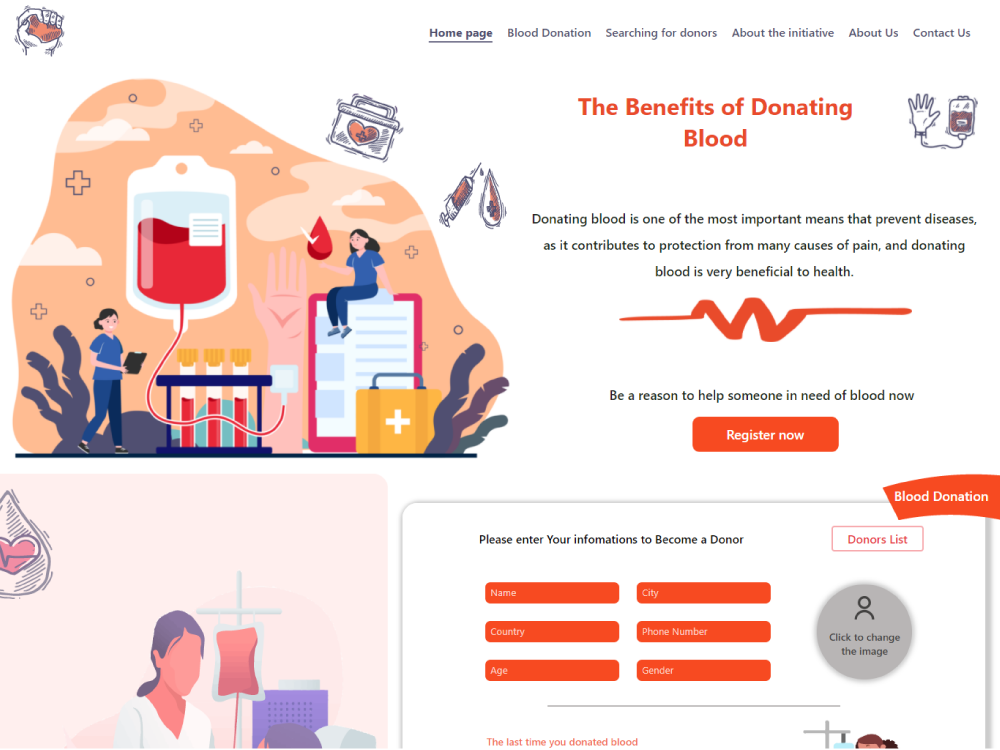 Home page
Blood Donation
Searching for donors
About the initiative
About Us
Contact Us
The Benefits of Donating
Blood
Donating blood is one of the most important means that prevent diseases,
as it contributes to protection from many causes of pain, and donating
blood is very beneficial to health.
Be a reason to help someone in need of blood now
Register now
Blood Donation
Please enter Your infomations to Become a Donor
Donors List
Name
City
Country
Phone Number
Age
Gender
Click to change
the image
The last time you donated blood